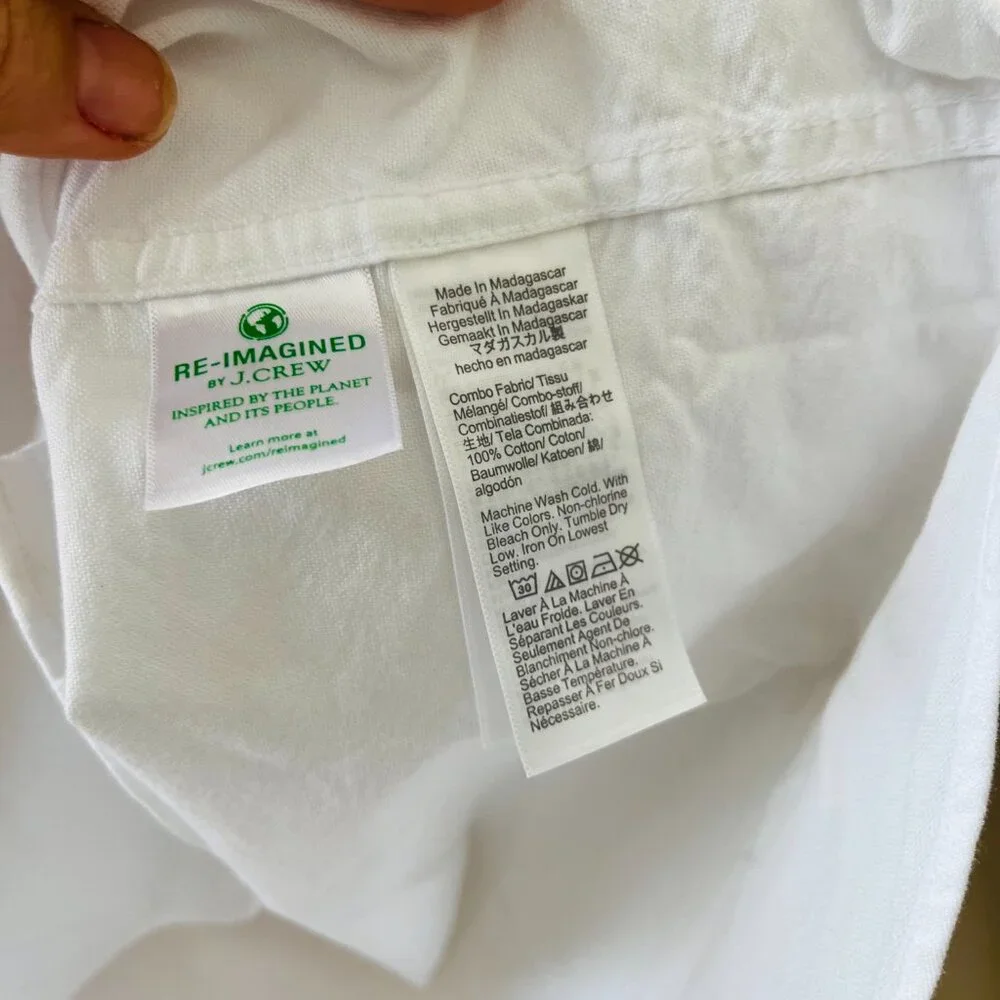 RE-IMAGINED
BY J.CREW
INSPIRED BY THE PLANET
AND ITS PEOPLE.
Learn more at
jcrew.com/reimagined
Made In Madagascar
Fabriqué À Madagascar
Hergestellt In Madagaskar
Gemaakt In Madagascar
マダガスカル製
hecho en madagascar
Combo Fabric/ Tissu
Mélangé/ Combo-stoff/
Combinatiestof/ 組み合わせ
生地/ Tela Combinada:
100% Cotton/ Coton/
Baumwolle/ Katoen/ 綿/
algodón
Machine Wash Cold. With
Like Colors. Non-chlorine
Bleach Only. Tumble Dry
Low. Iron On Lowest
Setting.
30
Laver À La Machine À
L'eau Froide. Laver En
Séparant Les Couleurs.
Seulement Agent De
Blanchiment Non-chlore.
Sécher À La Machine À
Basse Température.
Repasser À Fer Doux Si
Nécessaire.